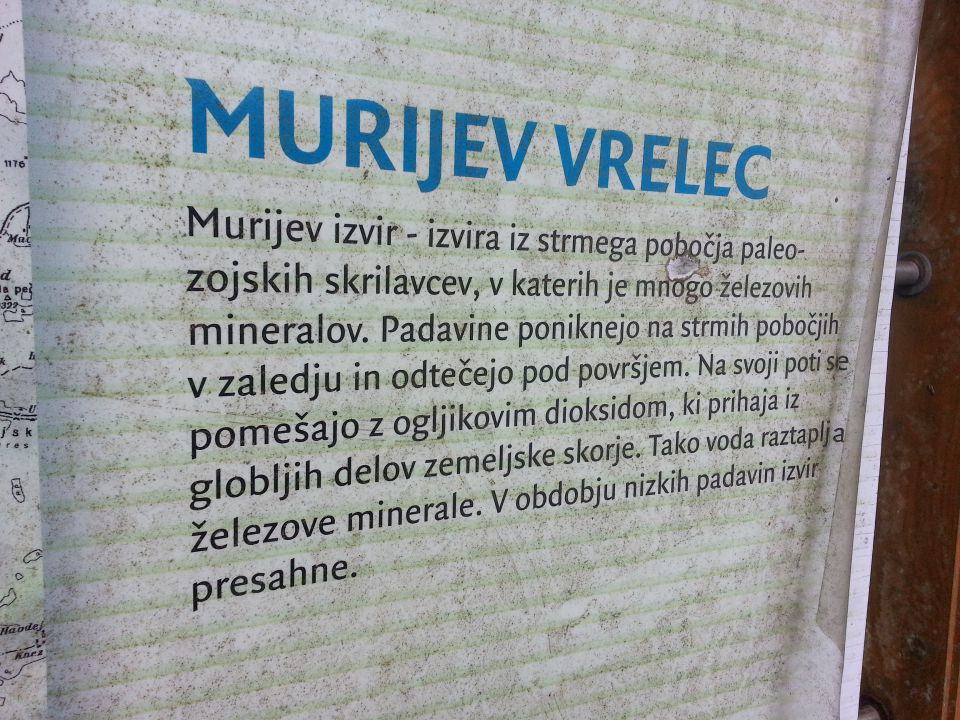 MURIJEV VRELEC
Murijev izvir - izvira iz strmega pobočja paleo-
zojskih skrilavcev, v katerih je mnogo železovih
mineralov. Padavine poniknejo na strmih pobočjih
v zaledju in odtečejo pod površjem. Na svoji poti se
pomešajo z ogljikovim dioksidom, ki prihaja iz
globljih delov zemeljske skorje. Tako voda raztaplja
železove minerale. V obdobju nizkih padavin izvir
presahne.
1176